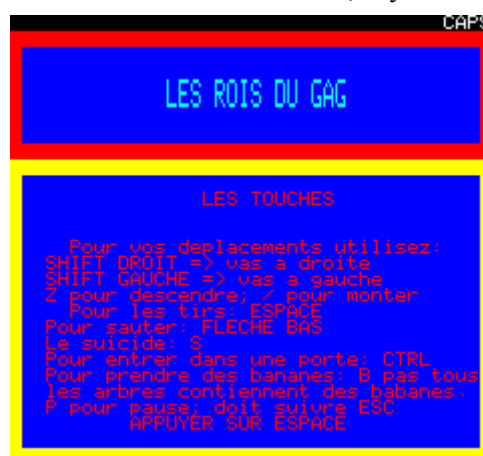 CAPS
LES ROIS DU GAG
LES TOUCHES
Pour vos deplacements utilisez:
SHIFT DROIT => vas a droite
SHIFT GAUCHE => vas a gauche
Z pour descendre; / pour monter
Pour les tirs: ESPACE
Pour sauter: FLECHE BAS
Le suicide: S
Pour entrer dans une porte: CTRL
Pour prendre des bananes: B pas tous
les arbres contiennent des babanes.
P pour pause; doit suivre ESC
APPUYER SUR ESPACE